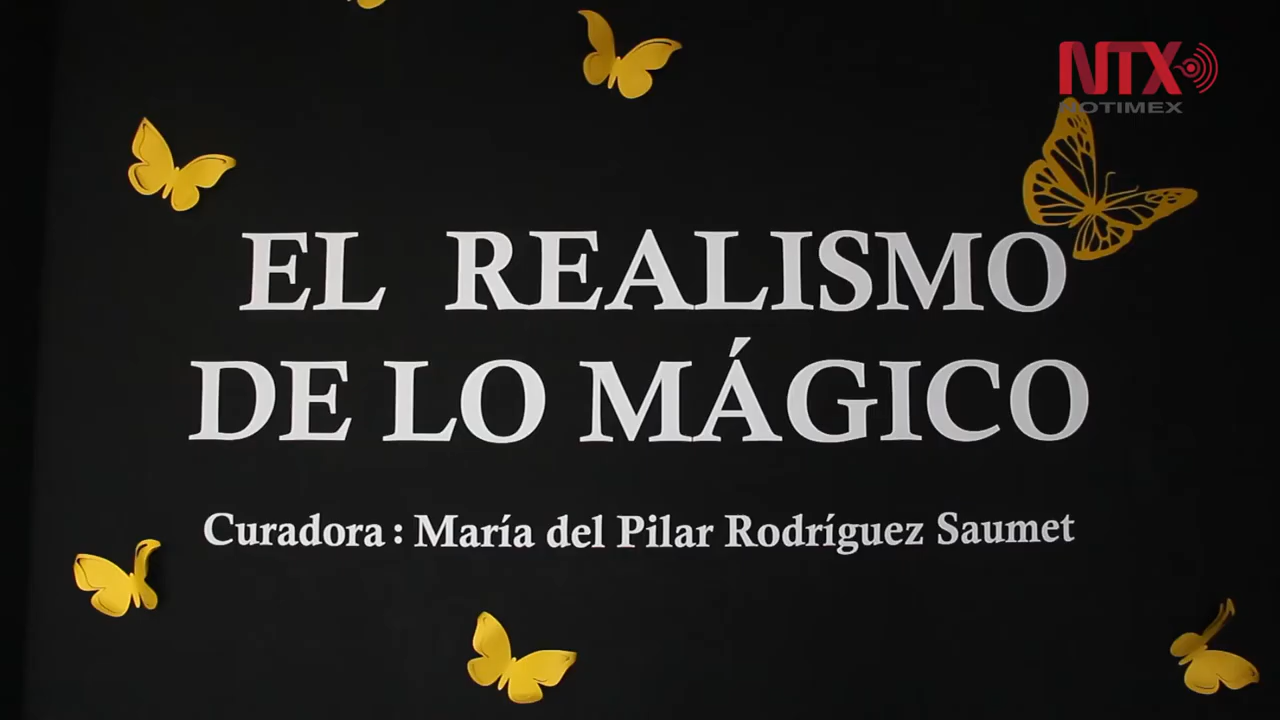 NTX
NOTIMEX
EL REALISMO
DE LO MÁGICO
Curadora: María del Pilar Rodríguez Saumet